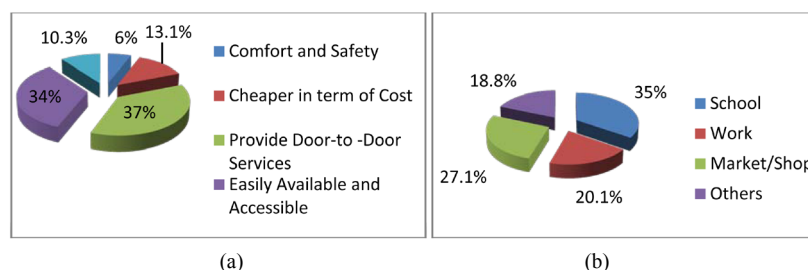 10.3%
6%
13.1%
34%
37%
Comfort and Safety
Cheaper in term of Cost
Provide Door-to -Door
Services
Easily Available and
Accessible
(a)
18.8%
35%
27.1%
20.1%
School
Work
Market/Shop
Others
(b)